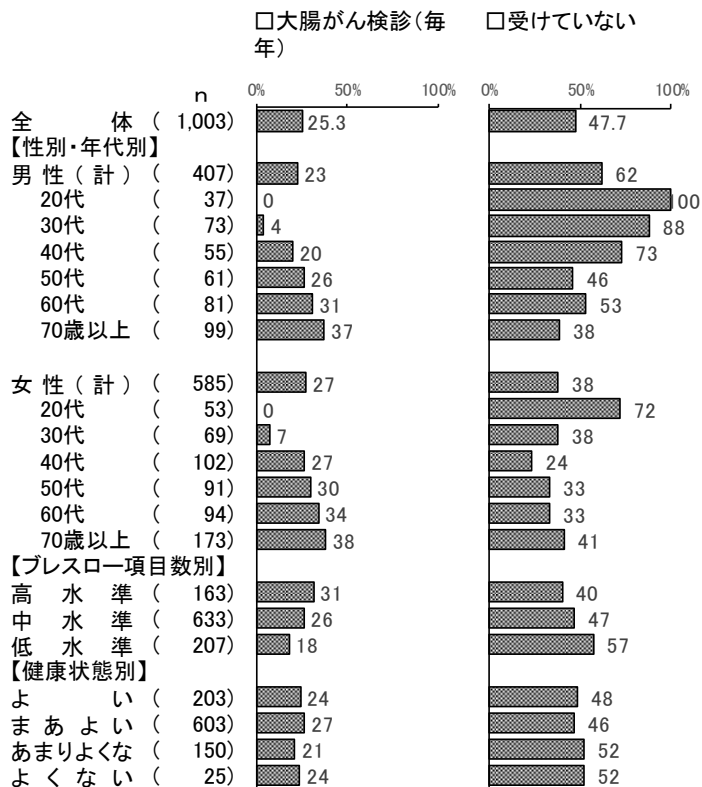 □大腸がん検診（毎年） □受けていない
0% 50% 100% 0% 50% 100%
n
全体 ( 1,003) 25.3 47.7
【性別・年代別】
男性(計) ( 407) 23 62
20代 ( 37) 0 00
30代 ( 73) 4 88
40代 ( 55) 20 73
50代 ( 61) 26 46
60代 ( 81) 31 53
70歳以上 ( 99) 37 38
女性(計) ( 585) 27 38
20代 ( 53) 0 72
30代 ( 69) 7 38
40代 ( 102) 27 24
50代 ( 91) 30 33
60代 ( 94) 34 33
70歳以上 ( 173) 38 41
【ブレスロー項目数別】
高水準 ( 163) 31 40
中水準 ( 633) 26 47
低水準 ( 207) 18 57
【健康状態別】
よい ( 203) 24 48
まあよい ( 603) 27 46
あまりよくな ( 150) 21 52
よくない ( 25) 24 52